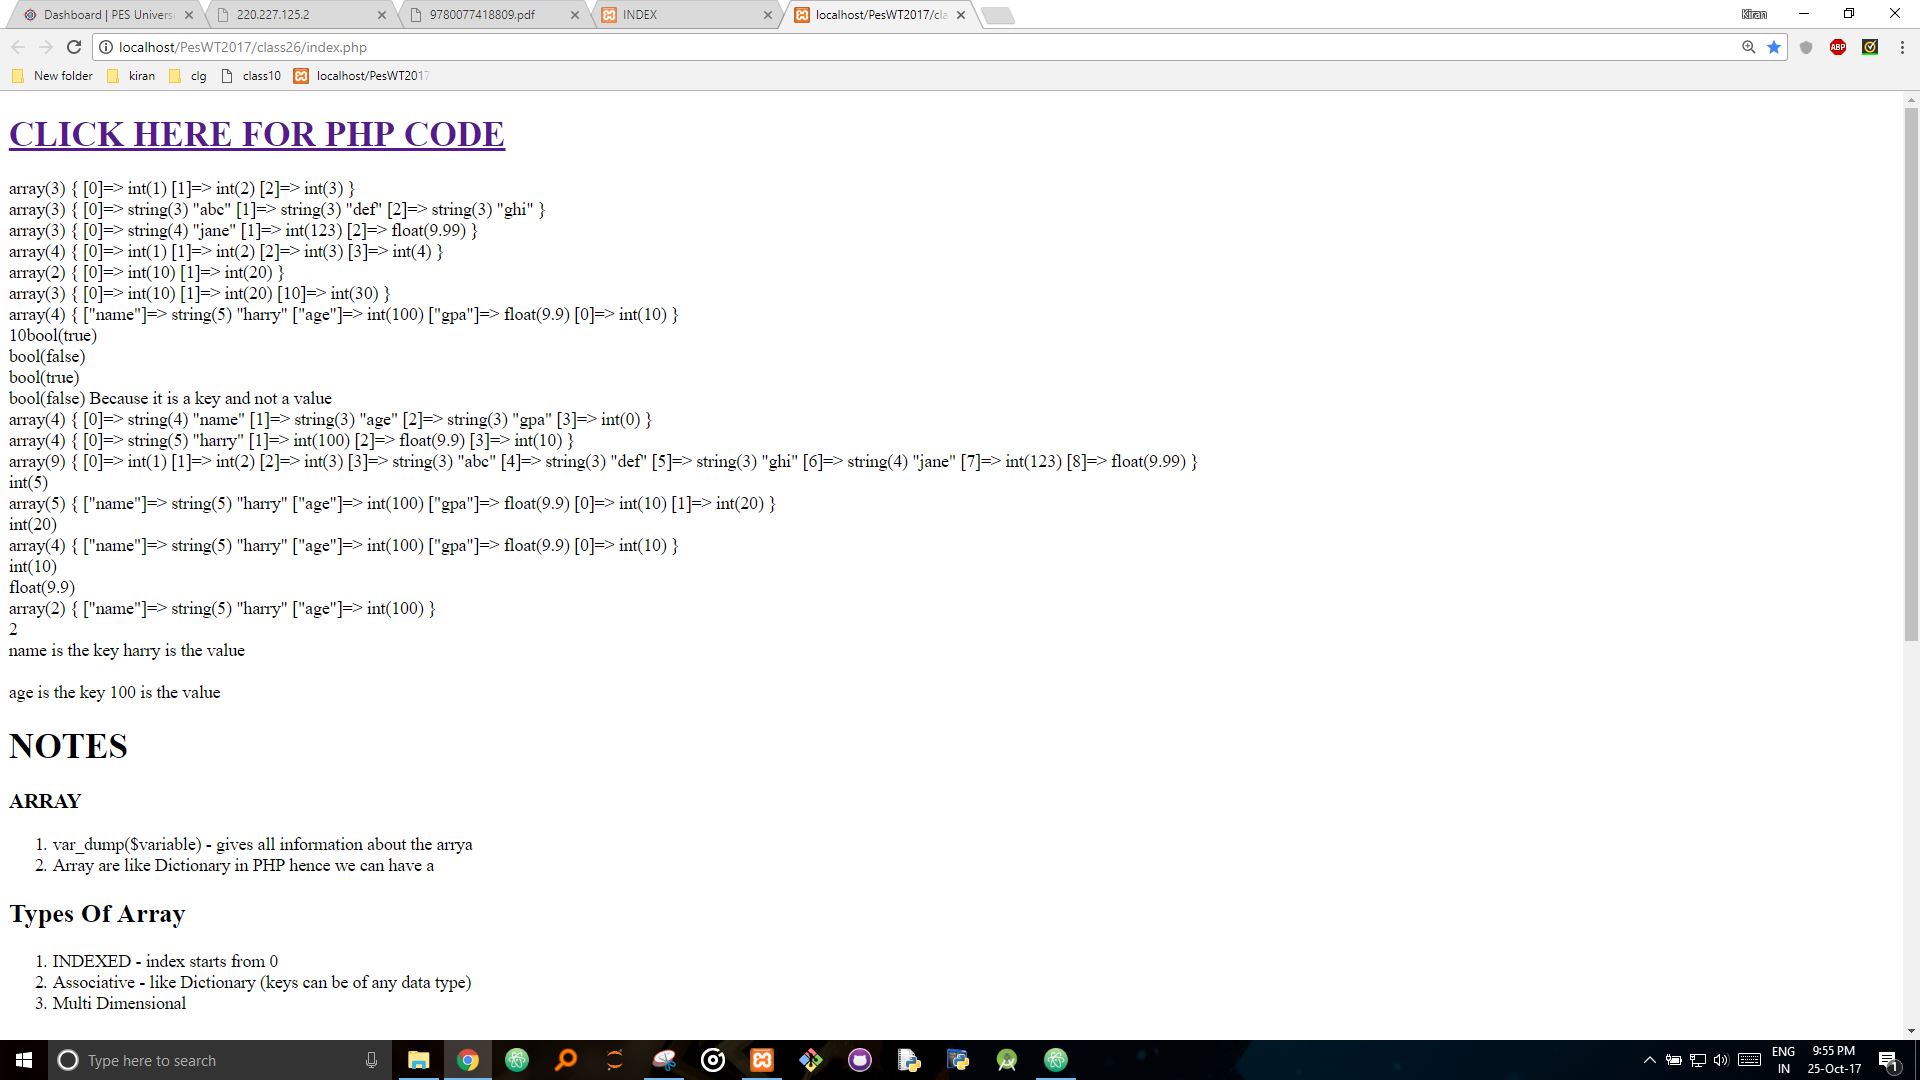 Dashboard | PES Univers
220.227.125.2
9780077418809.pdf
INDEX
localhost/PesWT2017/cla
Kiran
localhost/PesWT2017/class26/index.php
ABP
New folder
kiran
clg
class10
localhost/PesWT2017
CLICK HERE FOR PHP CODE
array(3) { [0]=> int(1) [1]=> int(2) [2]=> int(3) }
array(3) { [0]=> string(3) "abc" [1]=> string(3) "def" [2]=> string(3) "ghi" }
array(3) { [0]=> string(4) "jane" [1]=> int(123) [2]=> float(9.99) }
array(4) { [0]=> int(1) [1]=> int(2) [2]=> int(3) [3]=> int(4) }
array(2) { [0]=> int(10) [1]=> int(20) }
array(3) { [0]=> int(10) [1]=> int(20) [10]=> int(30) }
array(4) { ["name"]=> string(5) "harry" ["age"]=> int(100) ["gpa"]=> float(9.9) [0]=> int(10) }
10bool(true)
bool(false)
bool(true)
bool(false) Because it is a key and not a value
array(4) { [0]=> string(4) "name" [1]=> string(3) "age" [2]=> string(3) "gpa" [3]=> int(0) }
array(4) { [0]=> string(5) "harry" [1]=> int(100) [2]=> float(9.9) [3]=> int(10) }
array(9) { [0]=> int(1) [1]=> int(2) [2]=> int(3) [3]=> string(3) "abc" [4]=> string(3) "def" [5]=> string(3) "ghi" [6]=> string(4) "jane" [7]=> int(123) [8]=> float(9.99) }
int(5)
array(5) { ["name"]=> string(5) "harry" ["age"]=> int(100) ["gpa"]=> float(9.9) [0]=> int(10) [1]=> int(20) }
int(20)
array(4) { ["name"]=> string(5) "harry" ["age"]=> int(100) ["gpa"]=> float(9.9) [0]=> int(10) }
int(10)
float(9.9)
array(2) { ["name"]=> string(5) "harry" ["age"]=> int(100) }
2
name is the key harry is the value
age is the key 100 is the value
NOTES
ARRAY
1. var_dump($variable) - gives all information about the arrya
2. Array are like Dictionary in PHP hence we can have a
Types Of Array
1. INDEXED - index starts from 0
2. Associative - like Dictionary (keys can be of any data type)
3. Multi Dimensional
Type here to search
ENG
IN
9:55 PM
25-Oct-17
1